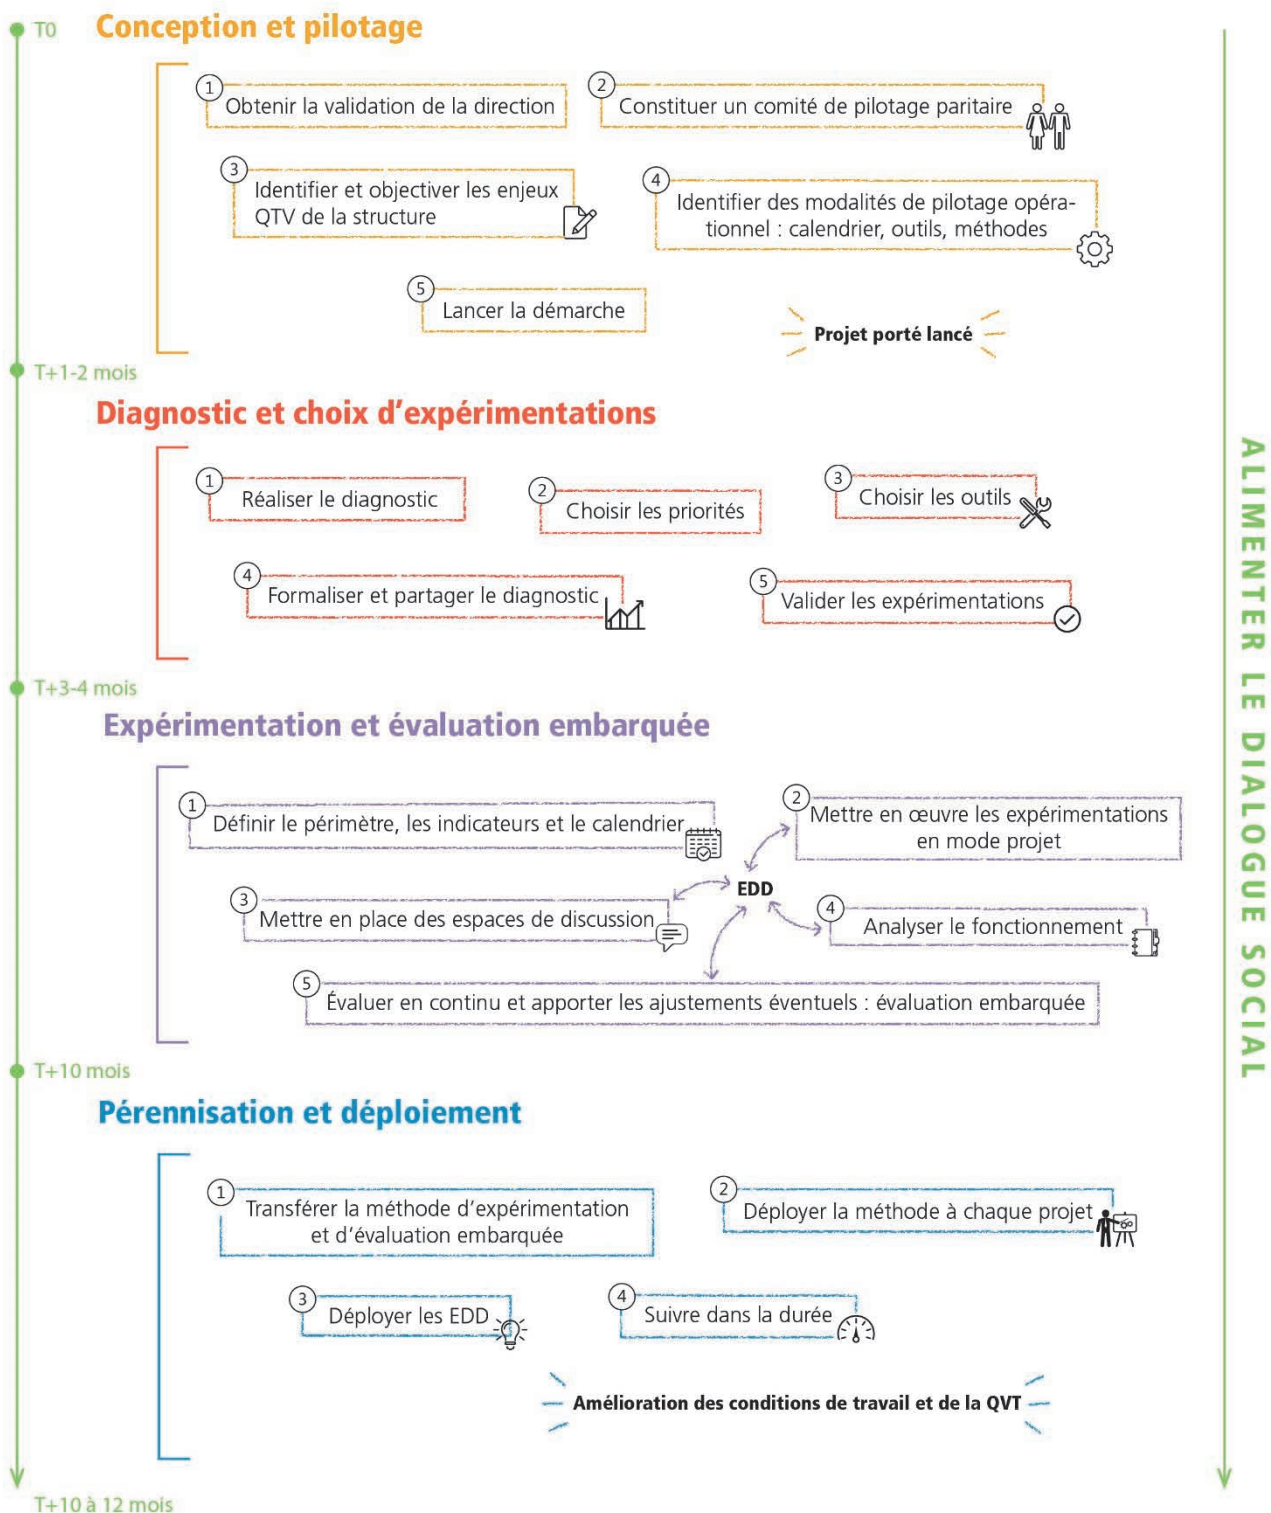 T0
Conception et pilotage
1
Obtenir la validation de la direction
2
Constituer un comité de pilotage paritaire
3
Identifier et objectiver les enjeux
QTV de la structure
4
Identifier des modalités de pilotage opéra-
tionnel : calendrier, outils, méthodes
5
Lancer la démarche
Projet porté lancé
T+1-2 mois
Diagnostic et choix d’expérimentations
1
Réaliser le diagnostic
2
Choisir les priorités
3
Choisir les outils
4
Formaliser et partager le diagnostic
5
Valider les expérimentations
T+3-4 mois
Expérimentation et évaluation embarquée
1
Définir le périmètre, les indicateurs et le calendrier
2
Mettre en œuvre les expérimentations
en mode projet
EDD
3
Mettre en place des espaces de discussion
4
Analyser le fonctionnement
5
Évaluer en continu et apporter les ajustements éventuels : évaluation embarquée
T+10 mois
Pérennisation et déploiement
1
Transférer la méthode d’expérimentation
et d’évaluation embarquée
2
Déployer la méthode à chaque projet
3
Déployer les EDD
4
Suivre dans la durée
Amélioration des conditions de travail et de la QVT
T+10 à 12 mois
ALIMENTER LE DIALOGUE SOCIAL